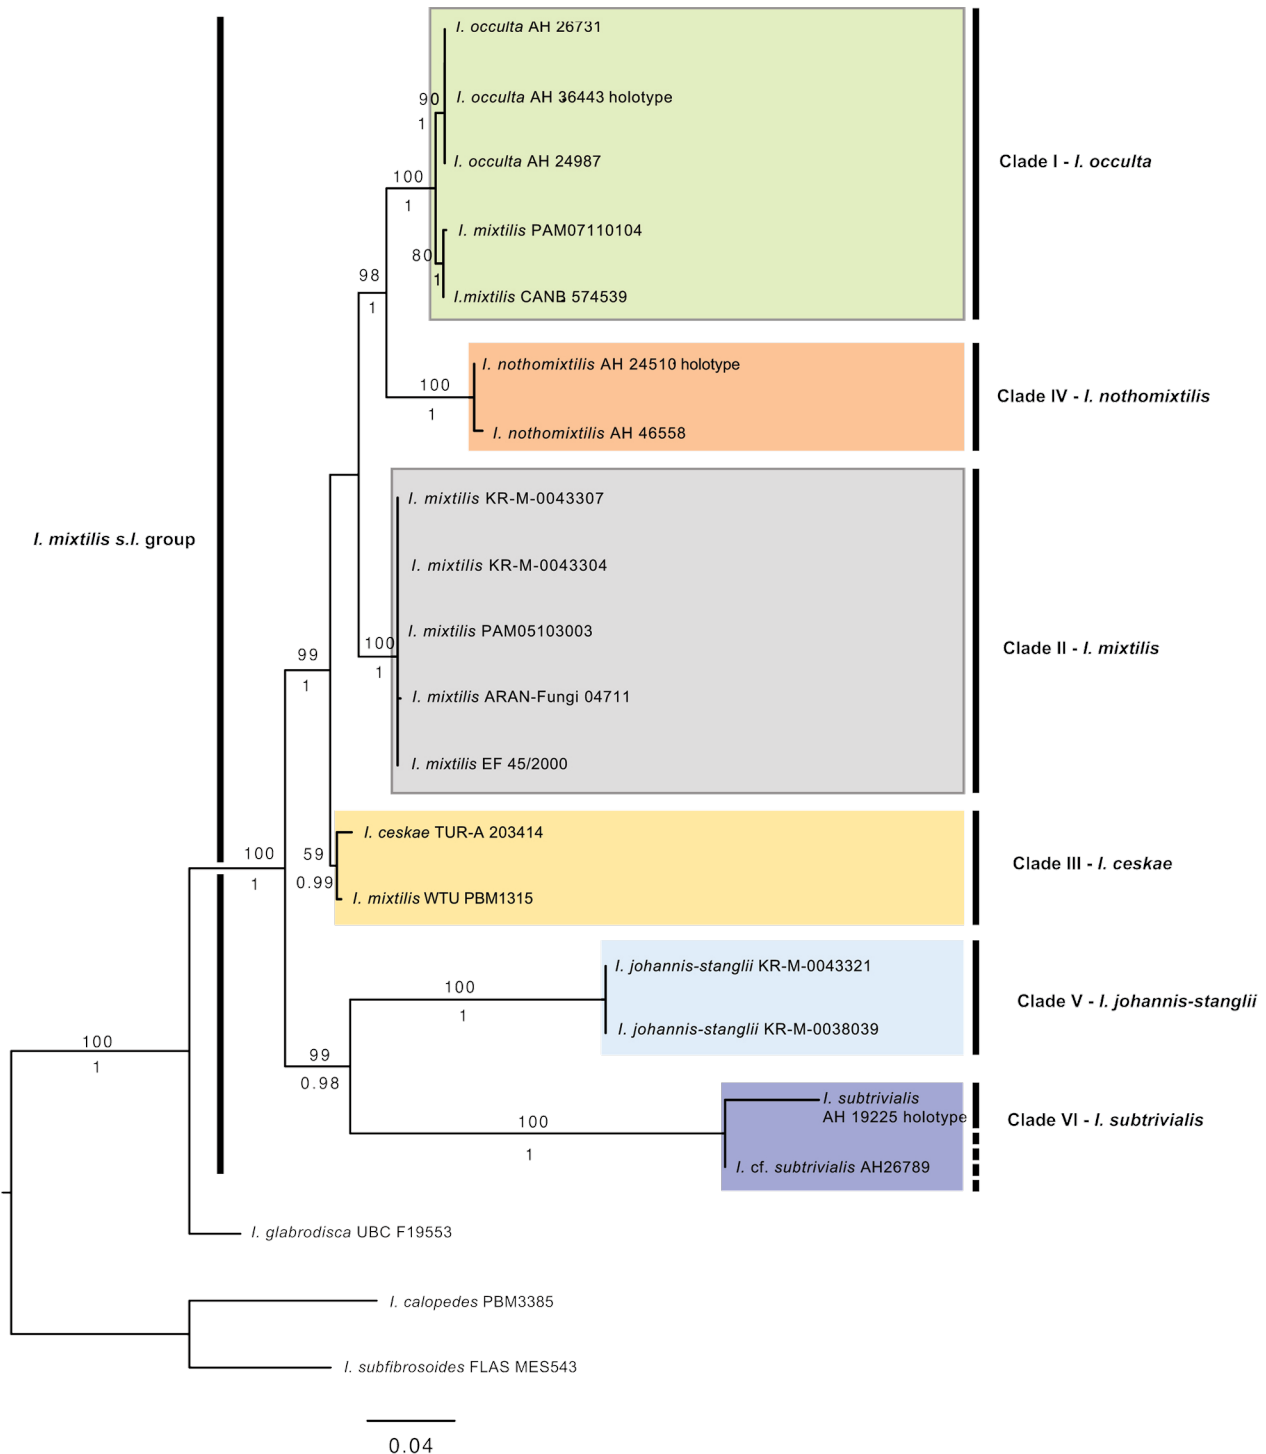 I. occulta AH 26731
90
I. occulta AH 36443 holotype
1
I. occulta AH 24987
Clade I - I. occulta
100
1
I. mixtilis PAM07110104
80
1
I.mixtilis CANB 574539
98
1
I. nothomixtilis AH 24510 holotype
100
1
Clade IV - I. nothomixtilis
I. nothomixtilis AH 46558
I. mixtilis KR-M-0043307
I. mixtilis s.l. group
I. mixtilis KR-M-0043304
I. mixtilis PAM05103003
100
1
Clade II - I. mixtilis
99
1
I. mixtilis ARAN-Fungi 04711
I. mixtilis EF 45/2000
I. ceskae TUR-A 203414
100
1
59
0.99
Clade III - I. ceskae
I. mixtilis WTU PBM1315
I. johannis-stanglii KR-M-0043321
100
1
Clade V - I. johannis-stanglii
I. johannis-stanglii KR-M-0038039
100
1
99
0.98
I. subtrivialis
AH 19225 holotype
Clade VI - I. subtrivialis
100
1
I. cf. subtrivialis AH26789
I. glabrodisca UBC F19553
I. calopedes PBM3385
I. subfibrosoides FLAS MES543
0.04